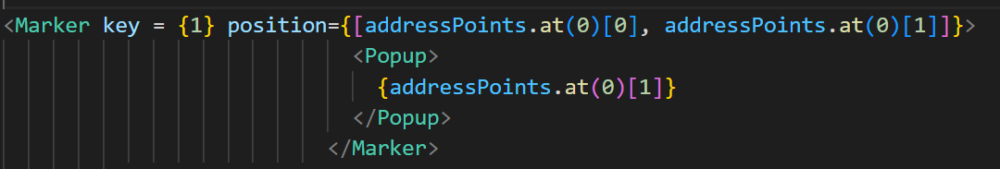 <Marker key = {1} position={[addressPoints.at(0)[0], addressPoints.at(0)[1]]}>
<Popup>
{addressPoints.at(0)[1]}
</Popup>
</Marker>